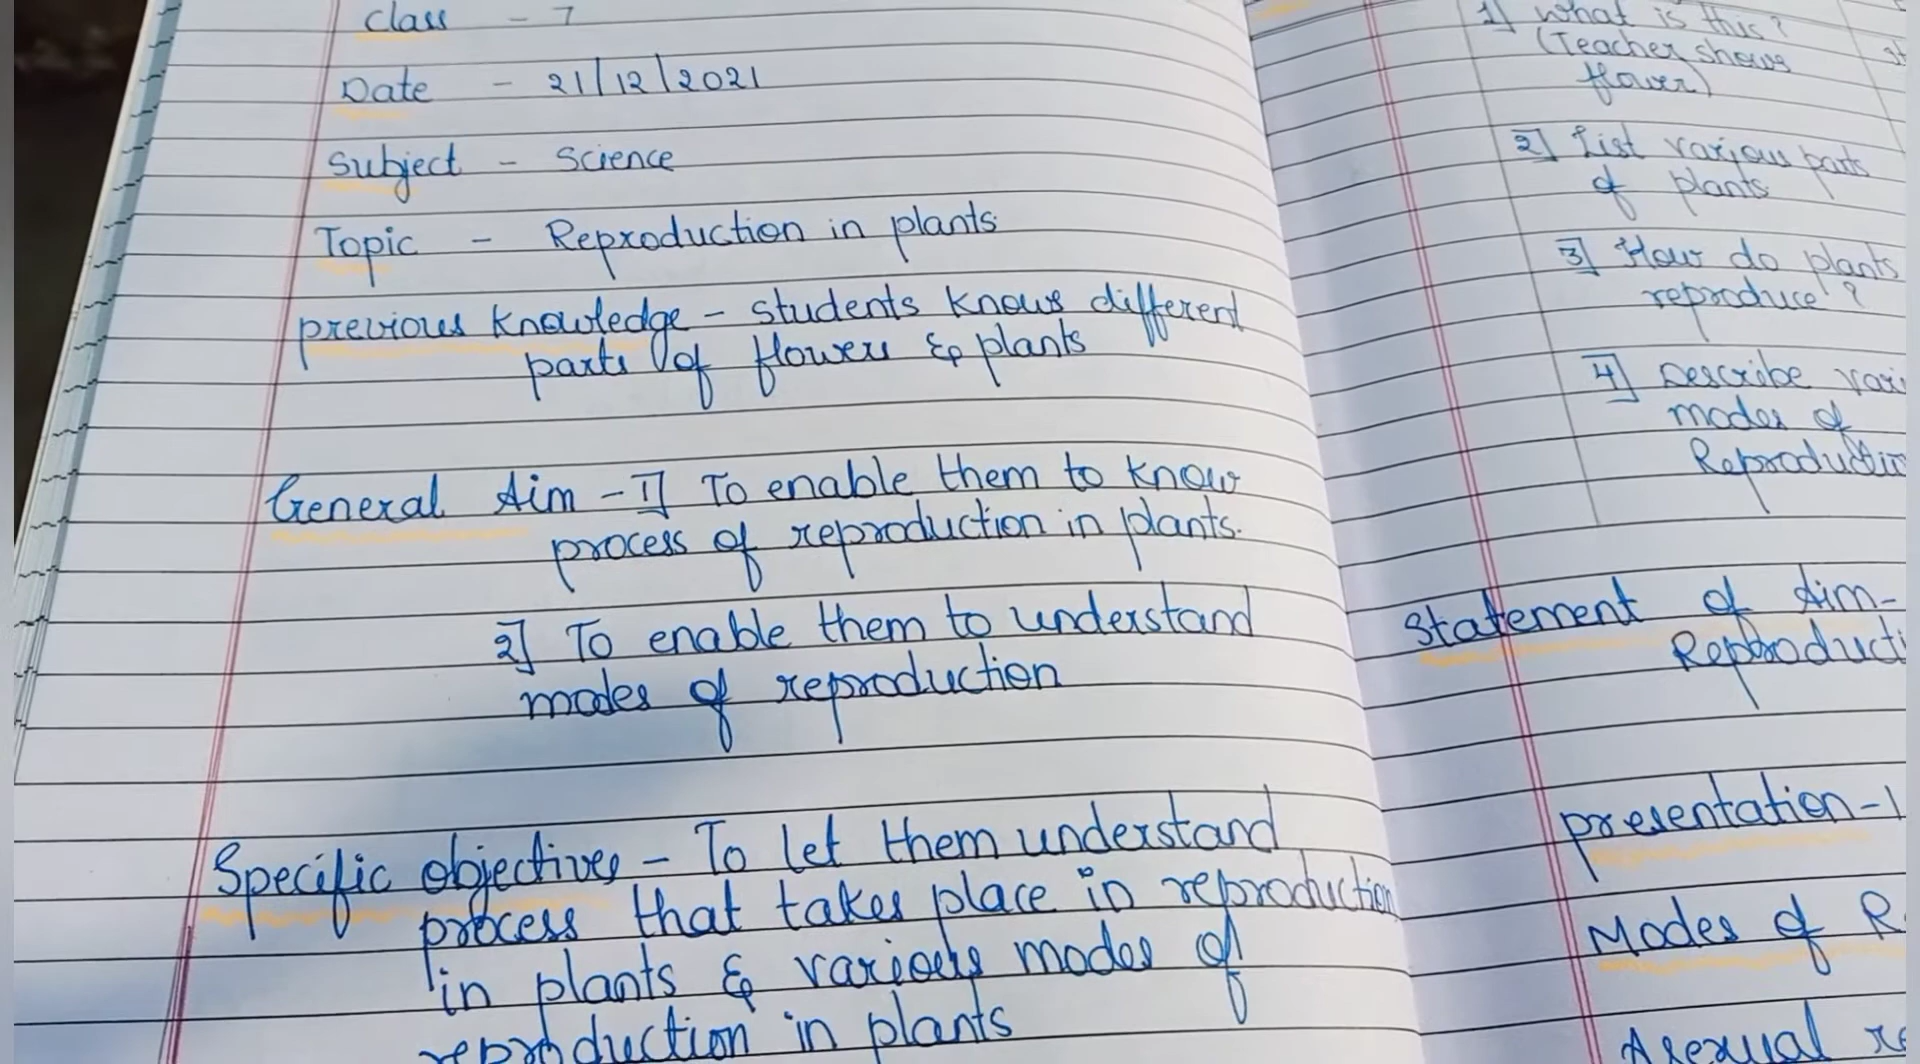 Class - 7
Date - 21/12/2021
Subject - Science
Topic - Reproduction in plants
previous knowledge - students knows different
parts of flowers & plants
General Aim - 1] To enable them to know
process of reproduction in plants.
2] To enable them to understand
modes of reproduction
Specific objectives - To let them understand
process that takes place in reproduction
in plants & various modes of
reproduction in plants
1] What is this?
(Teacher shows
flower)
2] List various parts
of plants
3] How do plants
reproduce?
4] Describe
modes of
Statement of Aim-
presentation-1
Modes of R
Asexual